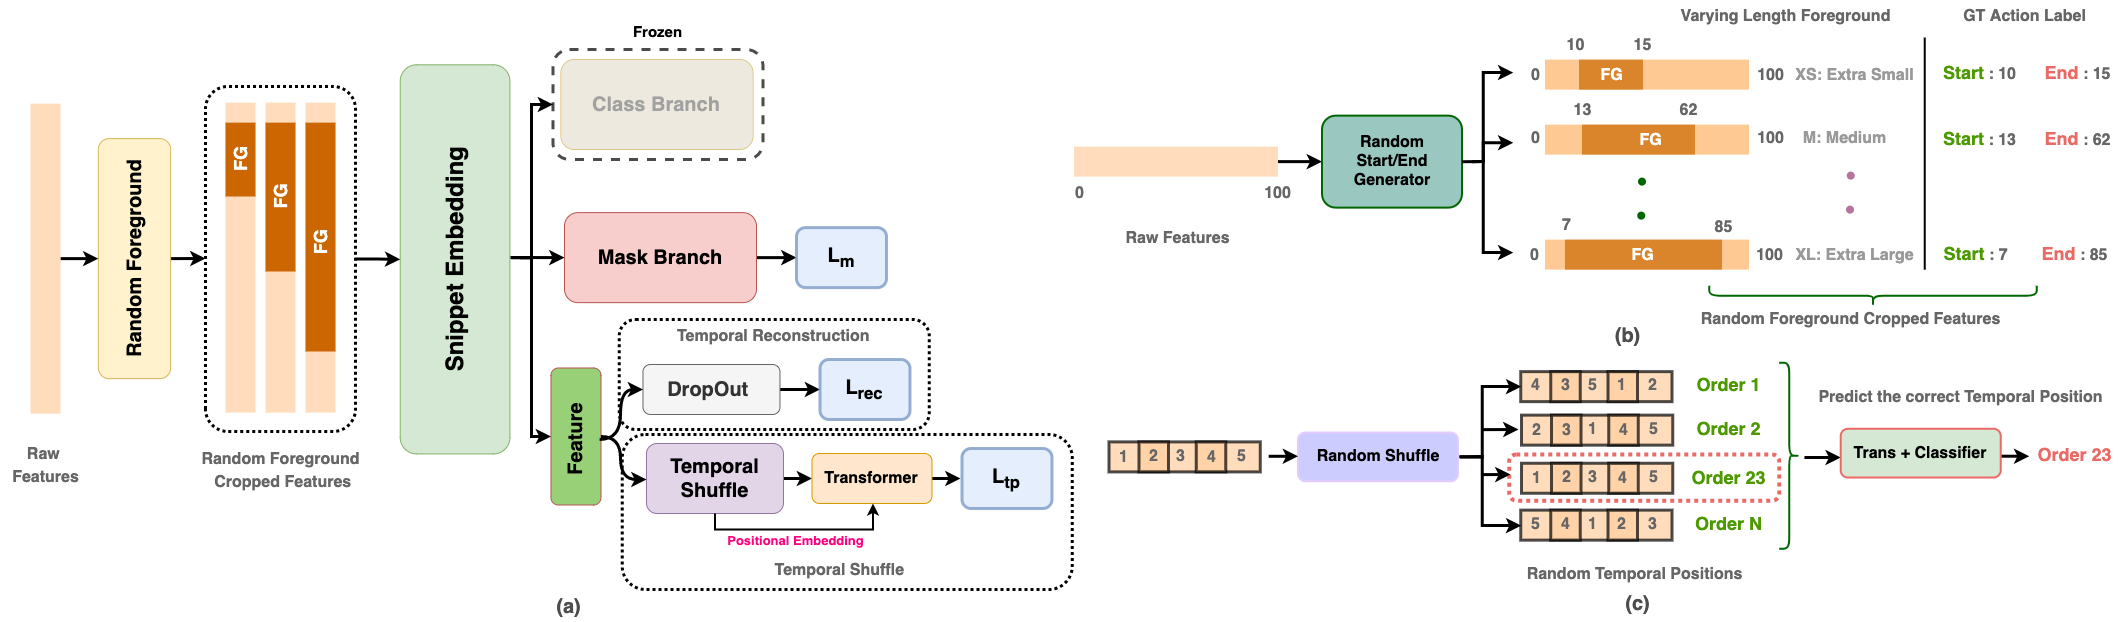 Frozen
Class Branch
Raw
Features
Random Foreground
FG
FG
FG
Random Foreground
Cropped Features
Snippet Embedding
Mask Branch
Lm
Feature
Temporal Reconstruction
DropOut
Lrec
Temporal
Shuffle
Transformer
Ltp
Positional Embedding
Temporal Shuffle
(a)
Varying Length Foreground
GT Action Label
0
100
Raw Features
Random
Start/End
Generator
10
15
0
FG
100
XS: Extra Small
Start : 10
End : 15
13
62
0
FG
100
M: Medium
Start : 13
End : 62
7
85
0
FG
100
XL: Extra Large
Start : 7
End : 85
Random Foreground Cropped Features
(b)
1 2 3 4 5
Random Shuffle
4 3 5 1 2
Order 1
2 3 1 4 5
Order 2
1 2 3 4 5
Order 23
5 4 1 2 3
Order N
Random Temporal Positions
Predict the correct Temporal Position
Trans + Classifier
Order 23
(c)